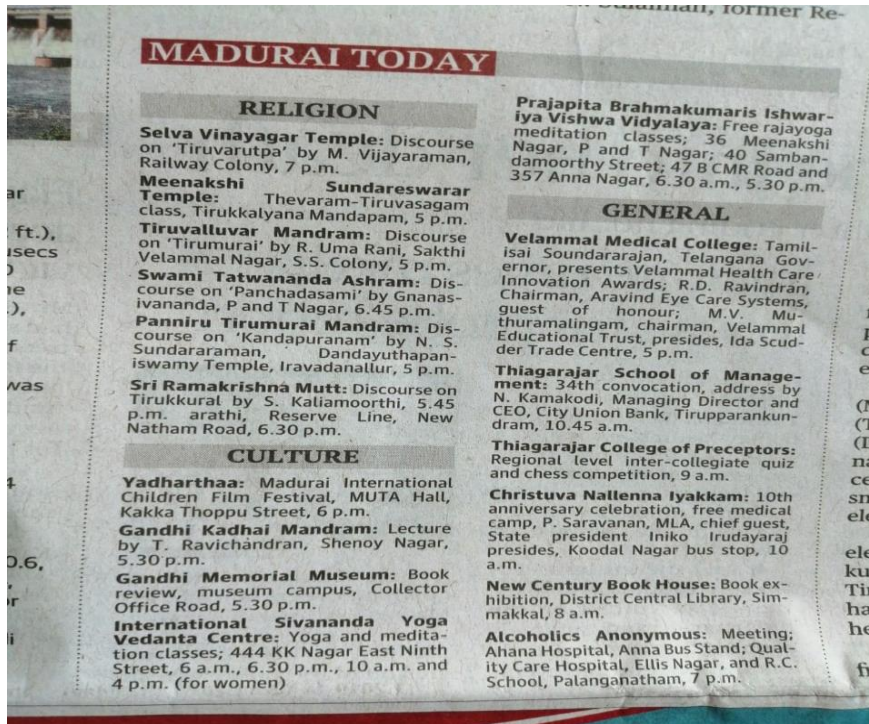 former Re-
MADURAI TODAY
RELIGION
Selva Vinayagar Temple: Discourse
on ‘Tiruvarutpa’ by M. Vijayaraman,
Railway Colony, 7 p.m.
Meenakshi Sundareswarar
Temple: Thevaram-Tiruvasagam
class, Tirukkalyana Mandapam, 5 p.m.
Tiruvalluvar Mandram: Discourse
on ‘Tirumurai’ by R. Uma Rani, Sakthi
Velammal Nagar, S.S. Colony, 5 p.m.
Swami Tatwananda Ashram: Dis-
course on ‘Panchadasami’ by Gnanas-
ivananda, P and T Nagar, 6.45 p.m.
Panniru Tirumurai Mandram: Dis-
course on ‘Kandapuranam’ by N. S.
Sundararaman, Dandayuthapan-
iswamy Temple, Iravadanallur, 5 p.m.
Sri Ramakrishna Mutt: Discourse on
Tirukkural by S. Kaliamoorthi, 5.45
p.m. arathi, Reserve Line, New
Natham Road, 6.30 p.m.
CULTURE
Yadharthaa: Madurai International
Children Film Festival, MUTA Hall,
Kakka Thoppu Street, 6 p.m.
Gandhi Kadhai Mandram: Lecture
by T. Ravichandran, Shenoy Nagar,
5.30 p.m.
Gandhi Memorial Museum: Book
review, museum campus, Collector
Office Road, 5.30 p.m.
International Sivananda Yoga
Vedanta Centre: Yoga and medita-
tion classes; 444 KK Nagar East Ninth
Street, 6 a.m., 6.30 p.m., 10 a.m. and
4 p.m. (for women)
Prajapita Brahmakumaris Ishwar-
iya Vishwa Vidyalaya: Free rajayoga
meditation classes; 36 Meenakshi
Nagar, P and T Nagar; 40 Samban-
damoorthy Street; 47 B CMR Road and
357 Anna Nagar, 6.30 a.m., 5.30 p.m.
GENERAL
Velammal Medical College: Tamil-
isai Soundararajan, Telangana Gov-
ernor, presents Velammal Health Care
Innovation Awards; R.D. Ravindran,
Chairman, Aravind Eye Care Systems,
guest of honour; M.V. Mu-
thuramalingam, chairman, Velammal
Educational Trust, presides, Ida Scud-
der Trade Centre, 5 p.m.
Thiagarajar School of Manage-
ment: 34th convocation, address by
N. Kamakodi, Managing Director and
CEO, City Union Bank, Tirupparankun-
dram, 10.45 a.m.
Thiagarajar College of Preceptors:
Regional level inter-collegiate quiz
and chess competition, 9 a.m.
Christuva Nallenna Iyakkam: 10th
anniversary celebration, free medical
camp, P. Saravanan, MLA, chief guest,
State president Iniko Irudayaraj
presides, Koodal Nagar bus stop, 10
a.m.
New Century Book House: Book ex-
hibition, District Central Library, Sim-
makkal, 8 a.m.
Alcoholics Anonymous: Meeting;
Ahana Hospital, Anna Bus Stand; Qual-
ity Care Hospital, Ellis Nagar, and R.C.
School, Palanganatham, 7 p.m.